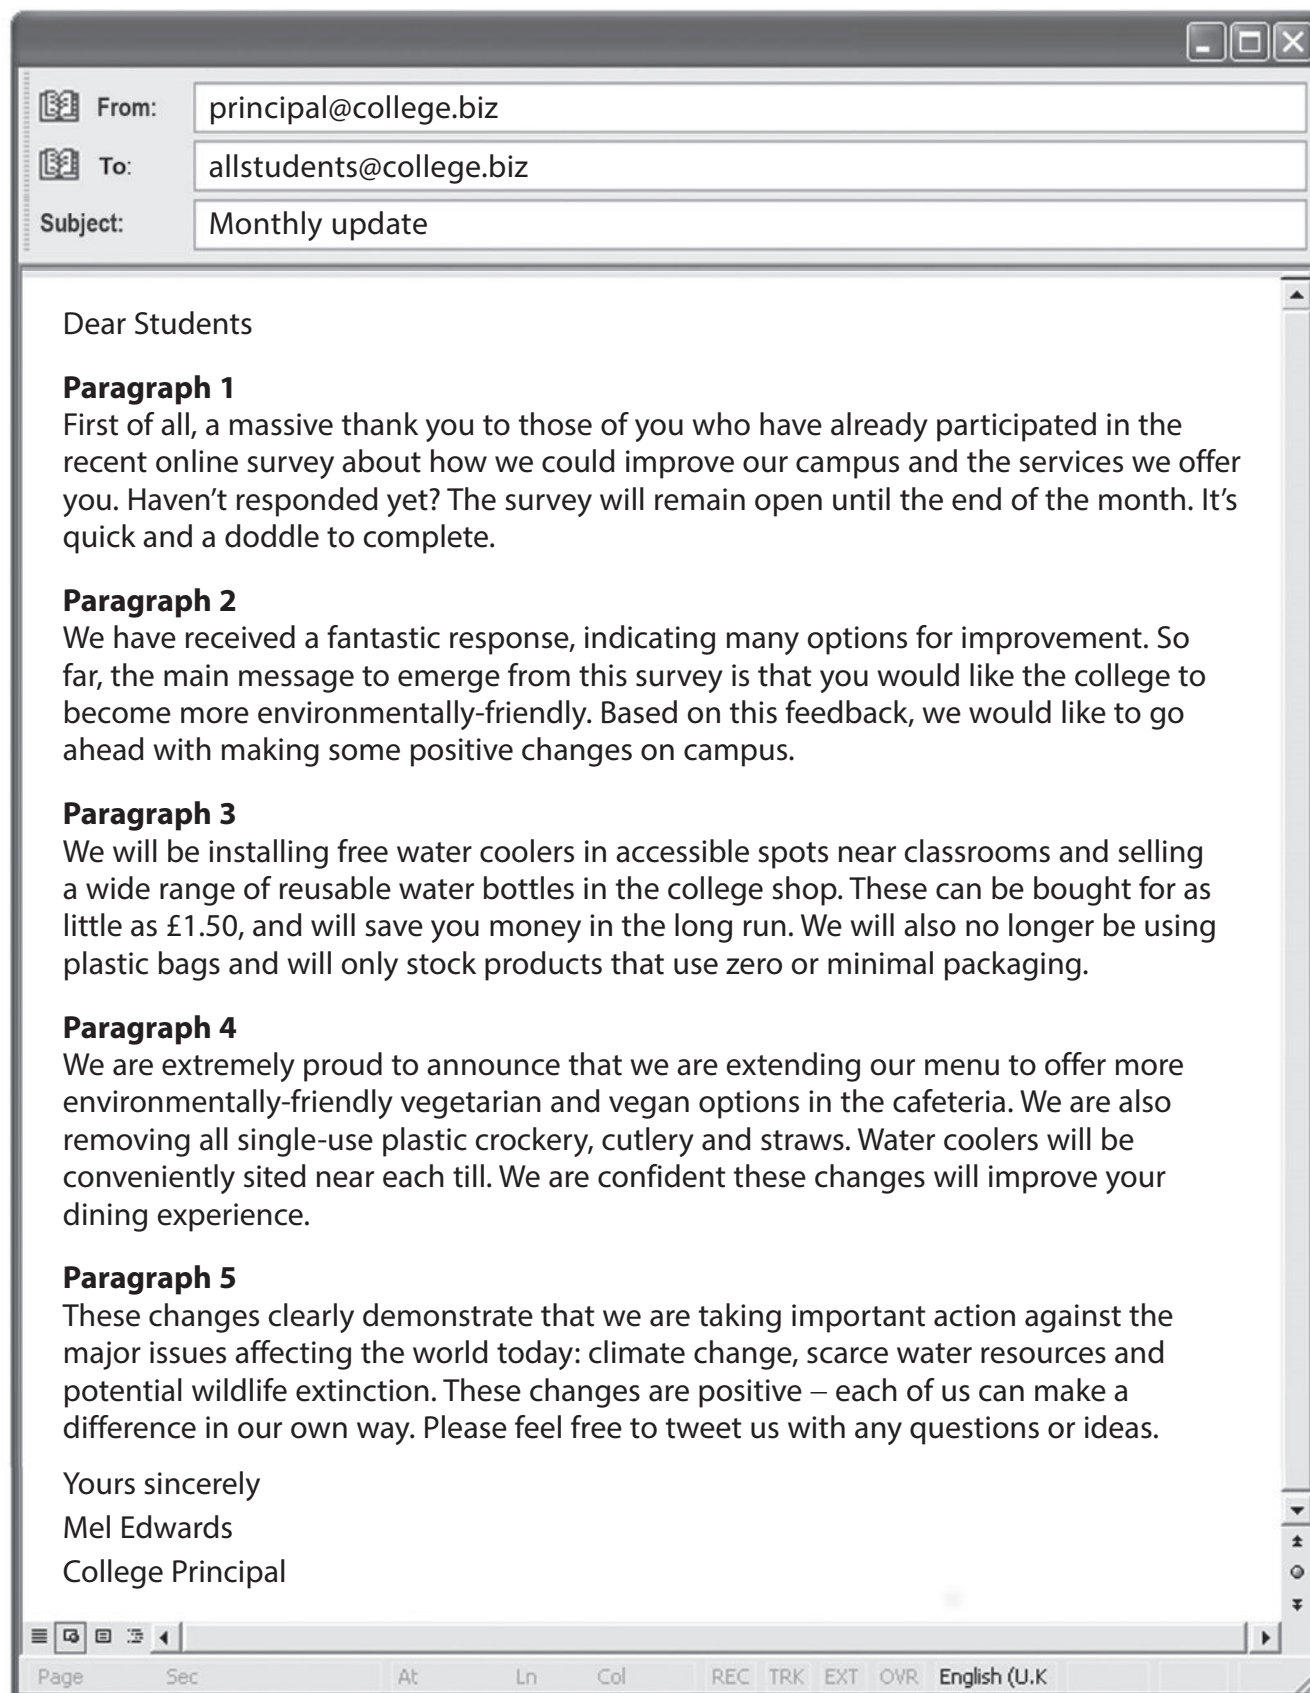 From:
principal@college.biz
To:
allstudents@college.biz
Subject:
Monthly update
Dear Students
Paragraph 1
First of all, a massive thank you to those of you who have already participated in the
recent online survey about how we could improve our campus and the services we offer
you. Haven’t responded yet? The survey will remain open until the end of the month. It’s
quick and a doddle to complete.
Paragraph 2
We have received a fantastic response, indicating many options for improvement. So
far, the main message to emerge from this survey is that you would like the college to
become more environmentally-friendly. Based on this feedback, we would like to go
ahead with making some positive changes on campus.
Paragraph 3
We will be installing free water coolers in accessible spots near classrooms and selling
a wide range of reusable water bottles in the college shop. These can be bought for as
little as £1.50, and will save you money in the long run. We will also no longer be using
plastic bags and will only stock products that use zero or minimal packaging.
Paragraph 4
We are extremely proud to announce that we are extending our menu to offer more
environmentally-friendly vegetarian and vegan options in the cafeteria. We are also
removing all single-use plastic crockery, cutlery and straws. Water coolers will be
conveniently sited near each till. We are confident these changes will improve your
dining experience.
Paragraph 5
These changes clearly demonstrate that we are taking important action against the
major issues affecting the world today: climate change, scarce water resources and
potential wildlife extinction. These changes are positive – each of us can make a
difference in our own way. Please feel free to tweet us with any questions or ideas.
Yours sincerely
Mel Edwards
College Principal
Page Sec At Ln Col REC TRK EXT OVR English (U.K